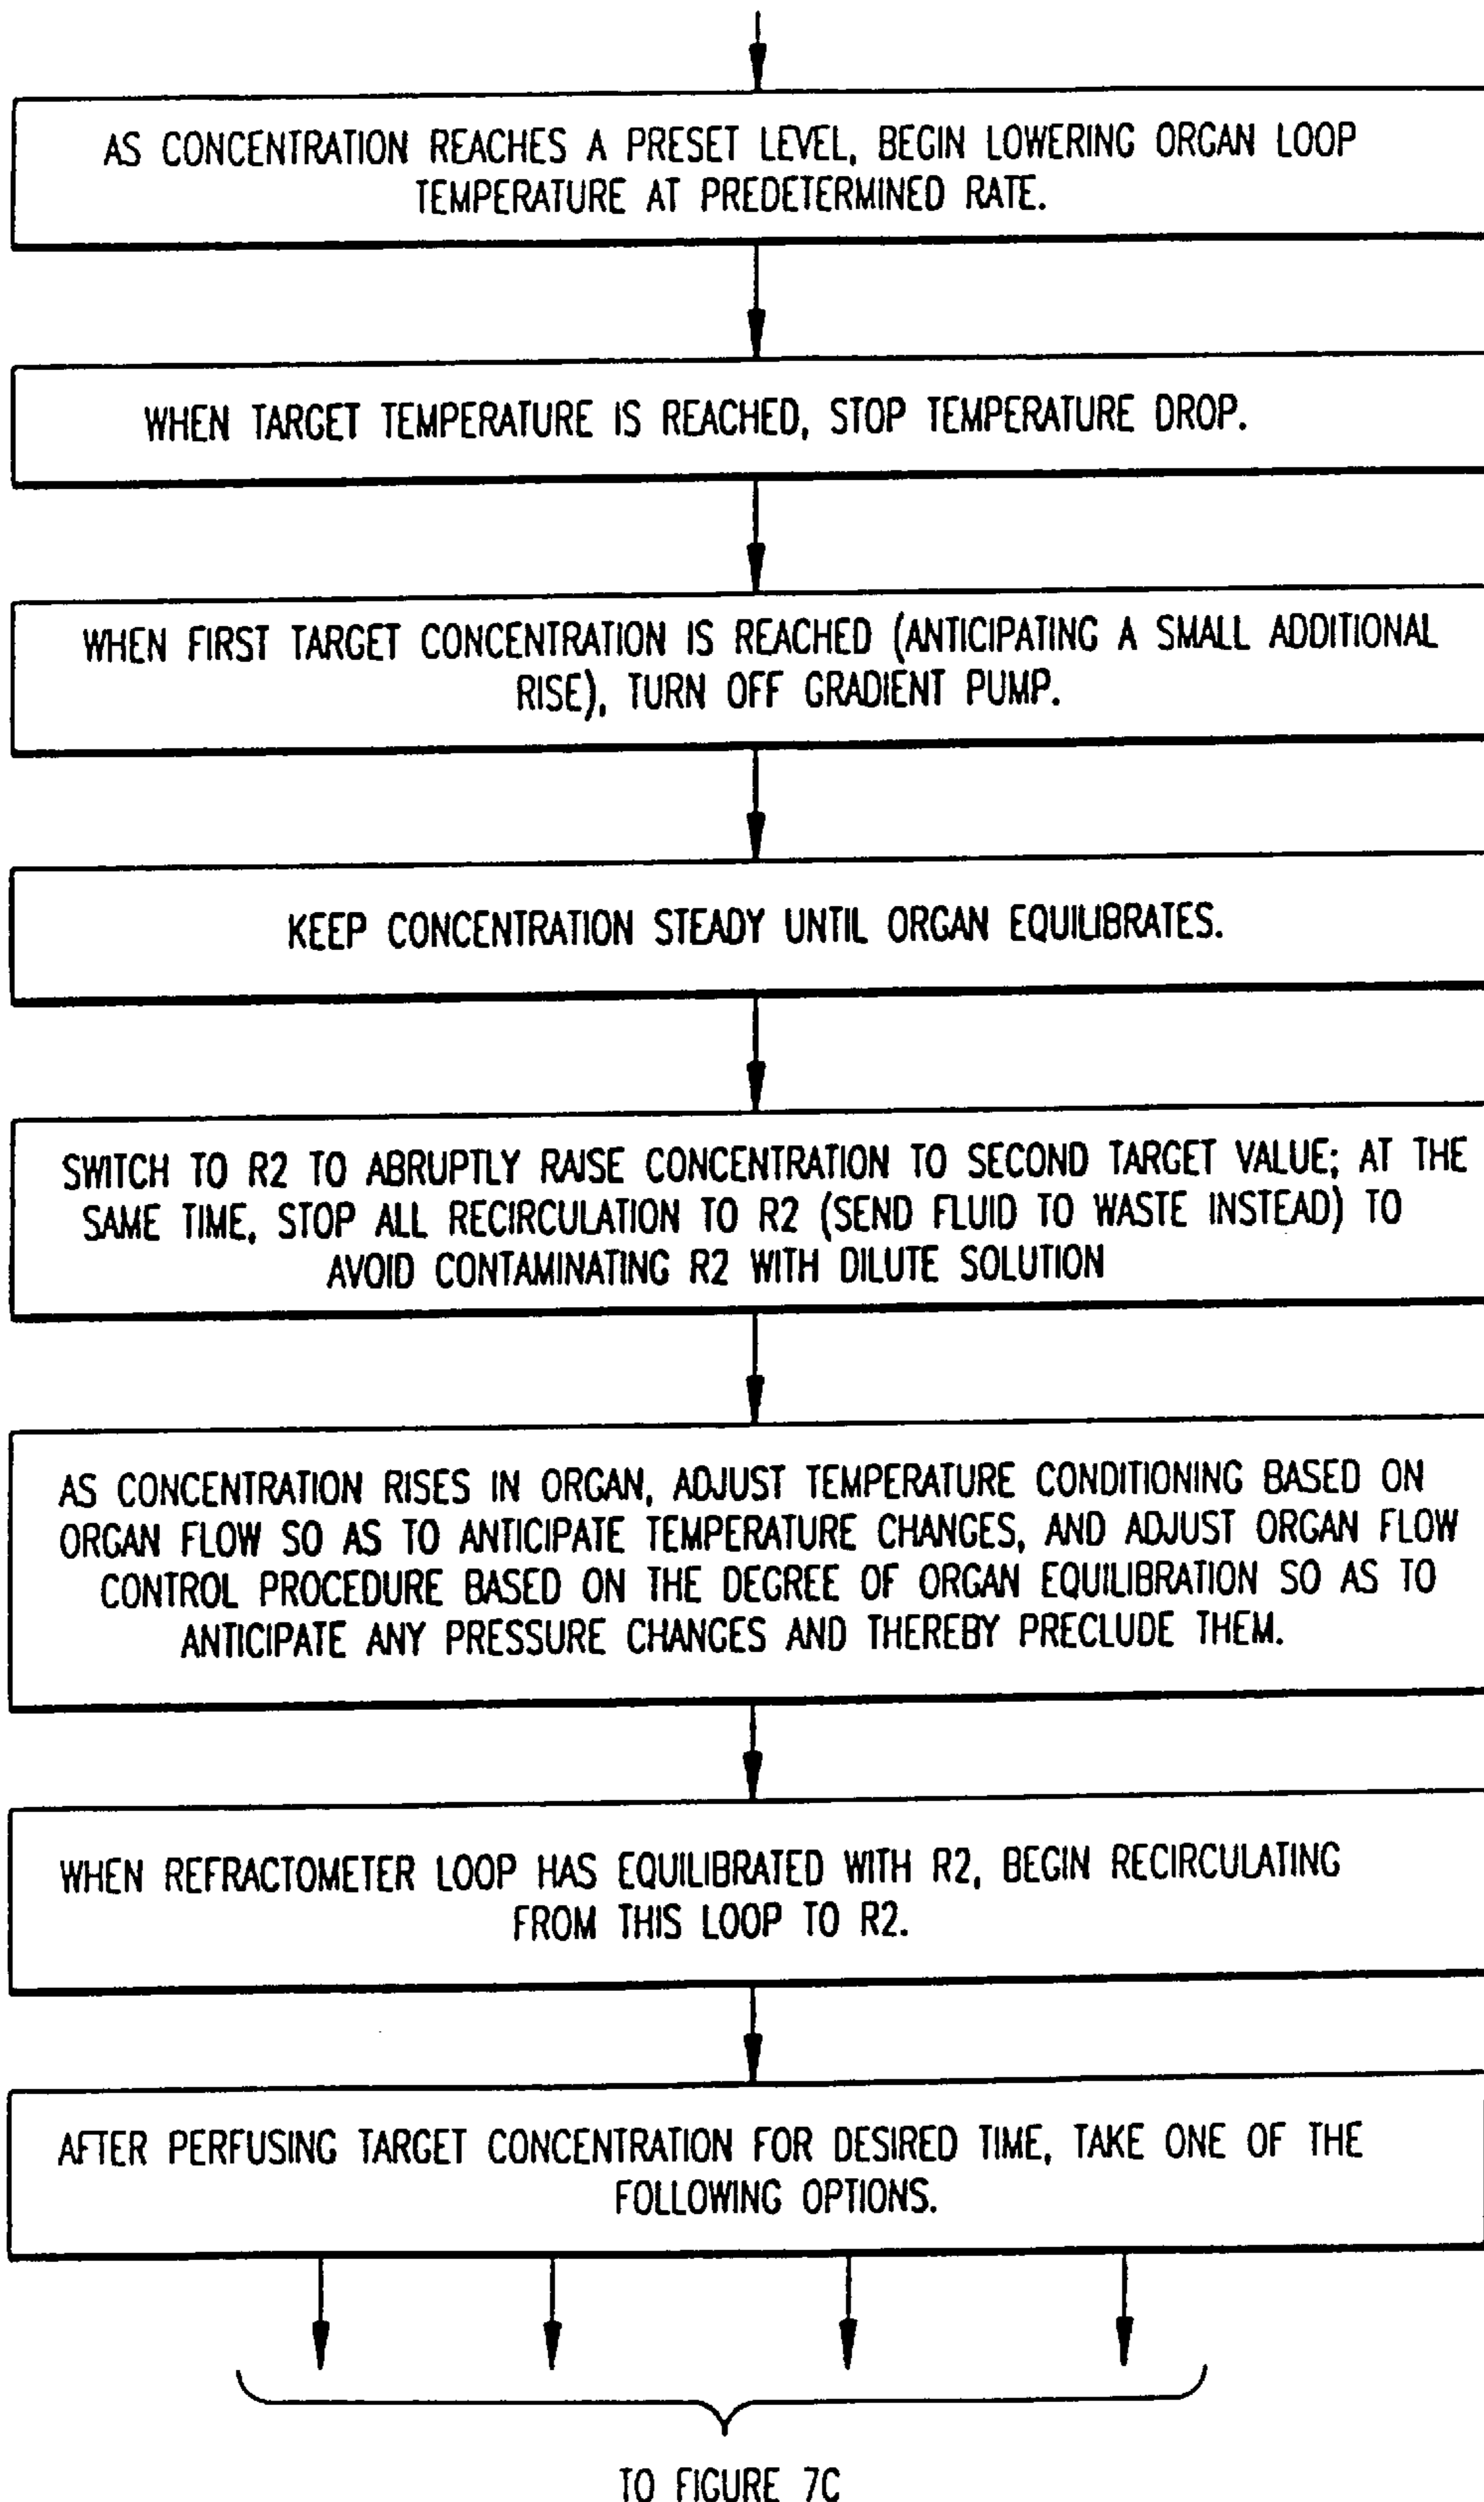 AS CONCENTRATION REACHES A PRESET LEVEL, BEGIN LOWERING ORGAN LOOP
TEMPERATURE AT PREDETERMINED RATE.
WHEN TARGET TEMPERATURE IS REACHED, STOP TEMPERATURE DROP.
WHEN FIRST TARGET CONCENTRATION IS REACHED (ANTICIPATING A SMALL ADDITIONAL
RISE), TURN OFF GRADIENT PUMP.
KEEP CONCENTRATION STEADY UNTIL ORGAN EQUILIBRATES.
SWITCH TO R2 TO ABRUPTLY RAISE CONCENTRATION TO SECOND TARGET VALUE; AT THE
SAME TIME, STOP ALL RECIRCULATION TO R2 (SEND FLUID TO WASTE INSTEAD) TO
AVOID CONTAMINATING R2 WITH DILUTE SOLUTION
AS CONCENTRATION RISES IN ORGAN, ADJUST TEMPERATURE CONDITIONING BASED ON
ORGAN FLOW SO AS TO ANTICIPATE TEMPERATURE CHANGES, AND ADJUST ORGAN FLOW
CONTROL PROCEDURE BASED ON THE DEGREE OF ORGAN EQUILIBRATION SO AS TO
ANTICIPATE ANY PRESSURE CHANGES AND THEREBY PRECLUDE THEM.
WHEN REFRACTOMETER LOOP HAS EQUILIBRATED WITH R2, BEGIN RECIRCULATING
FROM THIS LOOP TO R2.
AFTER PERFUSING TARGET CONCENTRATION FOR DESIRED TIME, TAKE ONE OF THE
FOLLOWING OPTIONS.
TO FIGURE 7C